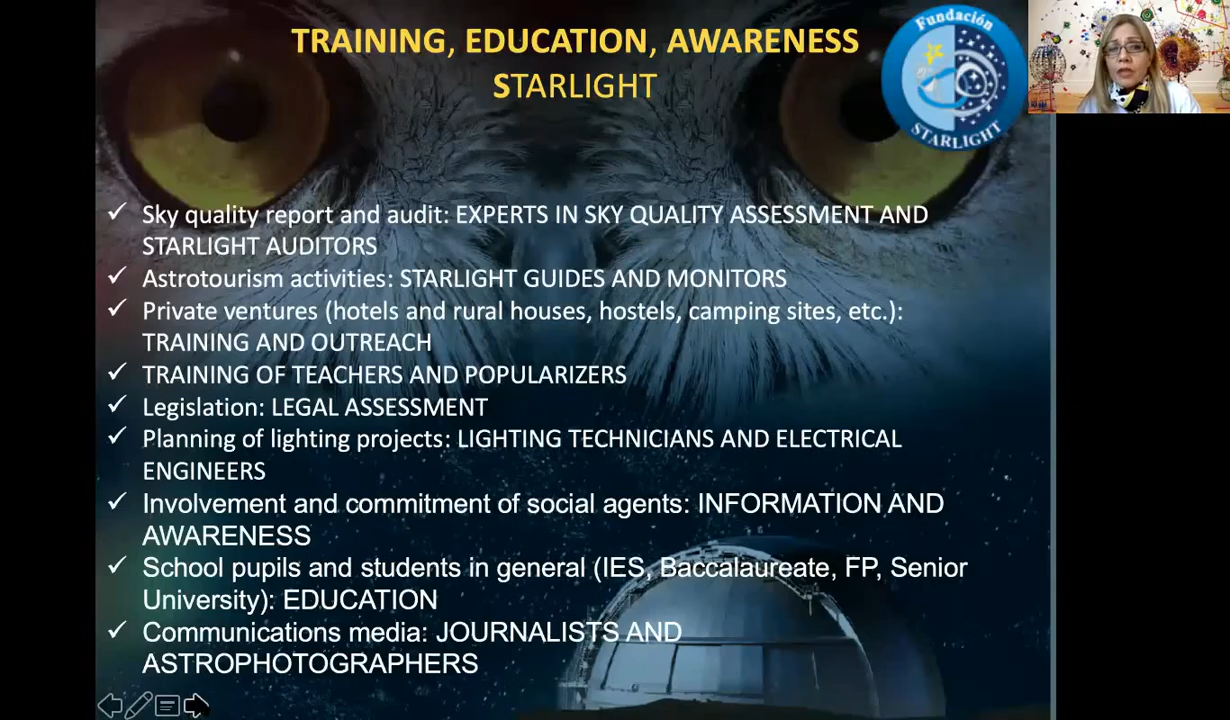 TRAINING, EDUCATION, AWARENESS
STARLIGHT
Fundación
STARLIGHT
✓ Sky quality report and audit: EXPERTS IN SKY QUALITY ASSESSMENT AND
STARLIGHT AUDITORS
✓ Astrotourism activities: STARLIGHT GUIDES AND MONITORS
✓ Private ventures (hotels and rural houses, hostels, camping sites, etc.):
TRAINING AND OUTREACH
✓ TRAINING OF TEACHERS AND POPULARIZERS
✓ Legislation: LEGAL ASSESSMENT
✓ Planning of lighting projects: LIGHTING TECHNICIANS AND ELECTRICAL
ENGINEERS
✓ Involvement and commitment of social agents: INFORMATION AND
AWARENESS
✓ School pupils and students in general (IES, Baccalaureate, FP, Senior
University): EDUCATION
✓ Communications media: JOURNALISTS AND
ASTROPHOTOGRAPHERS